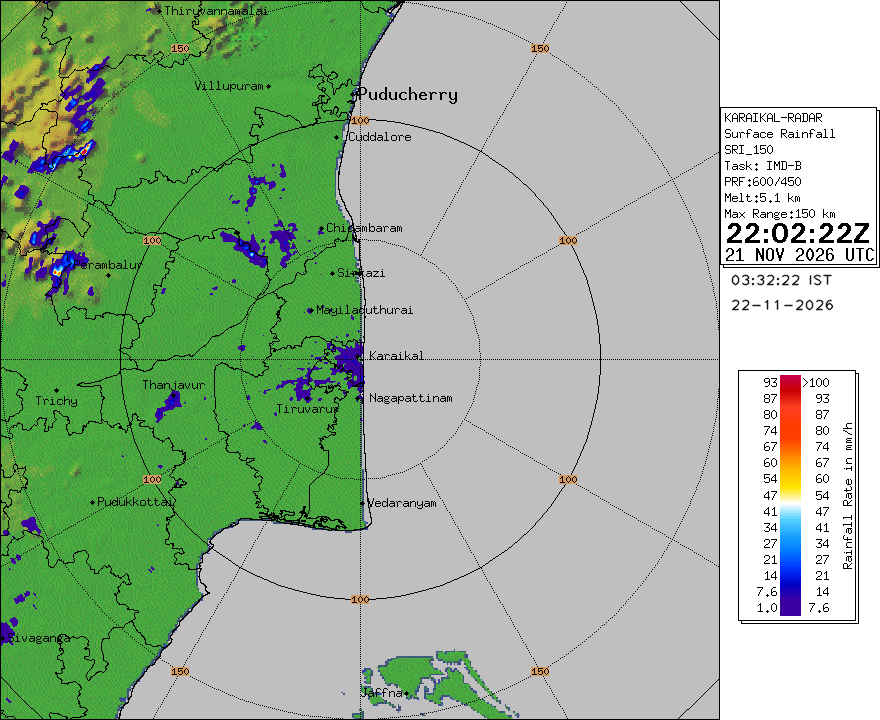 Thiruvannamalai
150
150
Villupuram
Puducherry
100
Cuddalore
Chidambaram
100
100
Perambalur
Sirkazi
Mayiladuthurai
Karaikal
Thanjavur
Trichy
Tiruvarur
Nagapattinam
100
100
Pudukkottai
Vedaranyam
100
Sivaganga
150
150
Jaffna
KARAIKAL-RADAR
Surface Rainfall
SRI_150
Task: IMD-B
PRF:600/450
Melt:5.1 km
Max Range:150 km
22:02:22Z
21 NOV 2026 UTC
03:32:22 IST
22-11-2026
93 >100
87 93
80 87
74 80
67 74
60 67
54 60
47 54
41 47
34 41
27 34
21 27
14 21
7.6 14
1.0 7.6
Rainfall Rate in mm/h